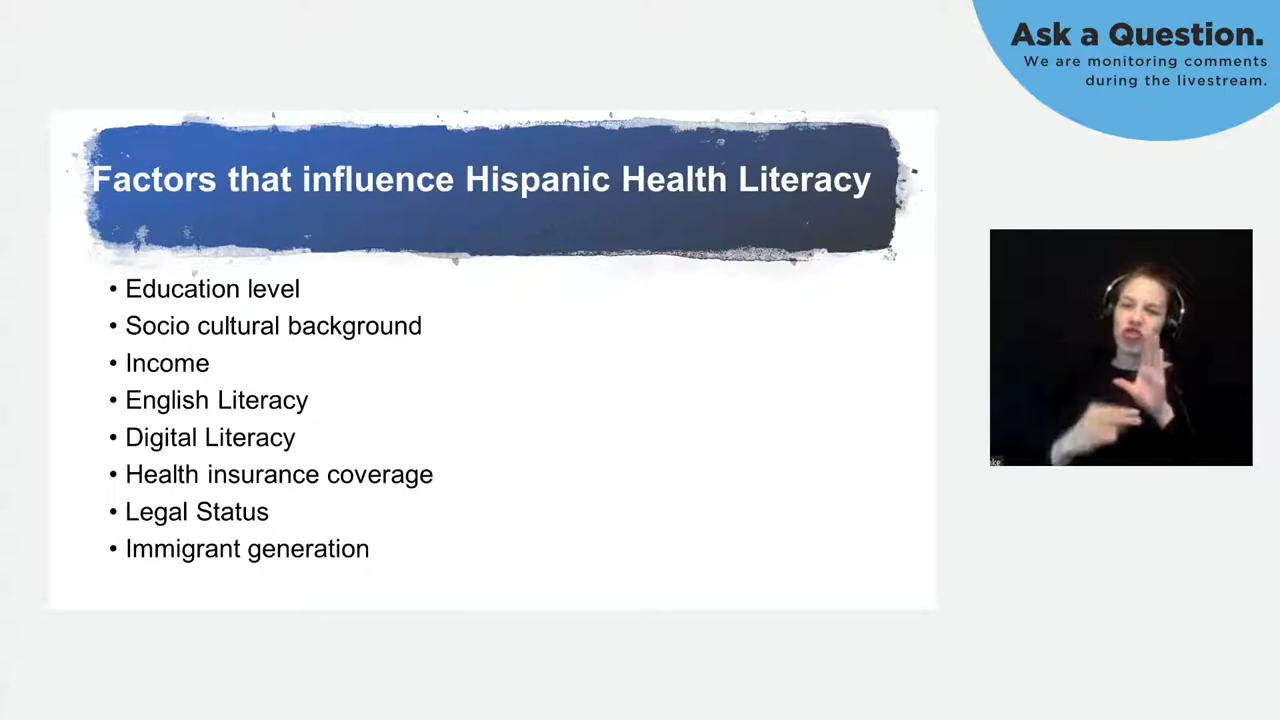 Ask a Question.
We are monitoring comments
during the livestream.
Factors that influence Hispanic Health Literacy
• Education level
• Socio cultural background
• Income
• English Literacy
• Digital Literacy
• Health insurance coverage
• Legal Status
• Immigrant generation